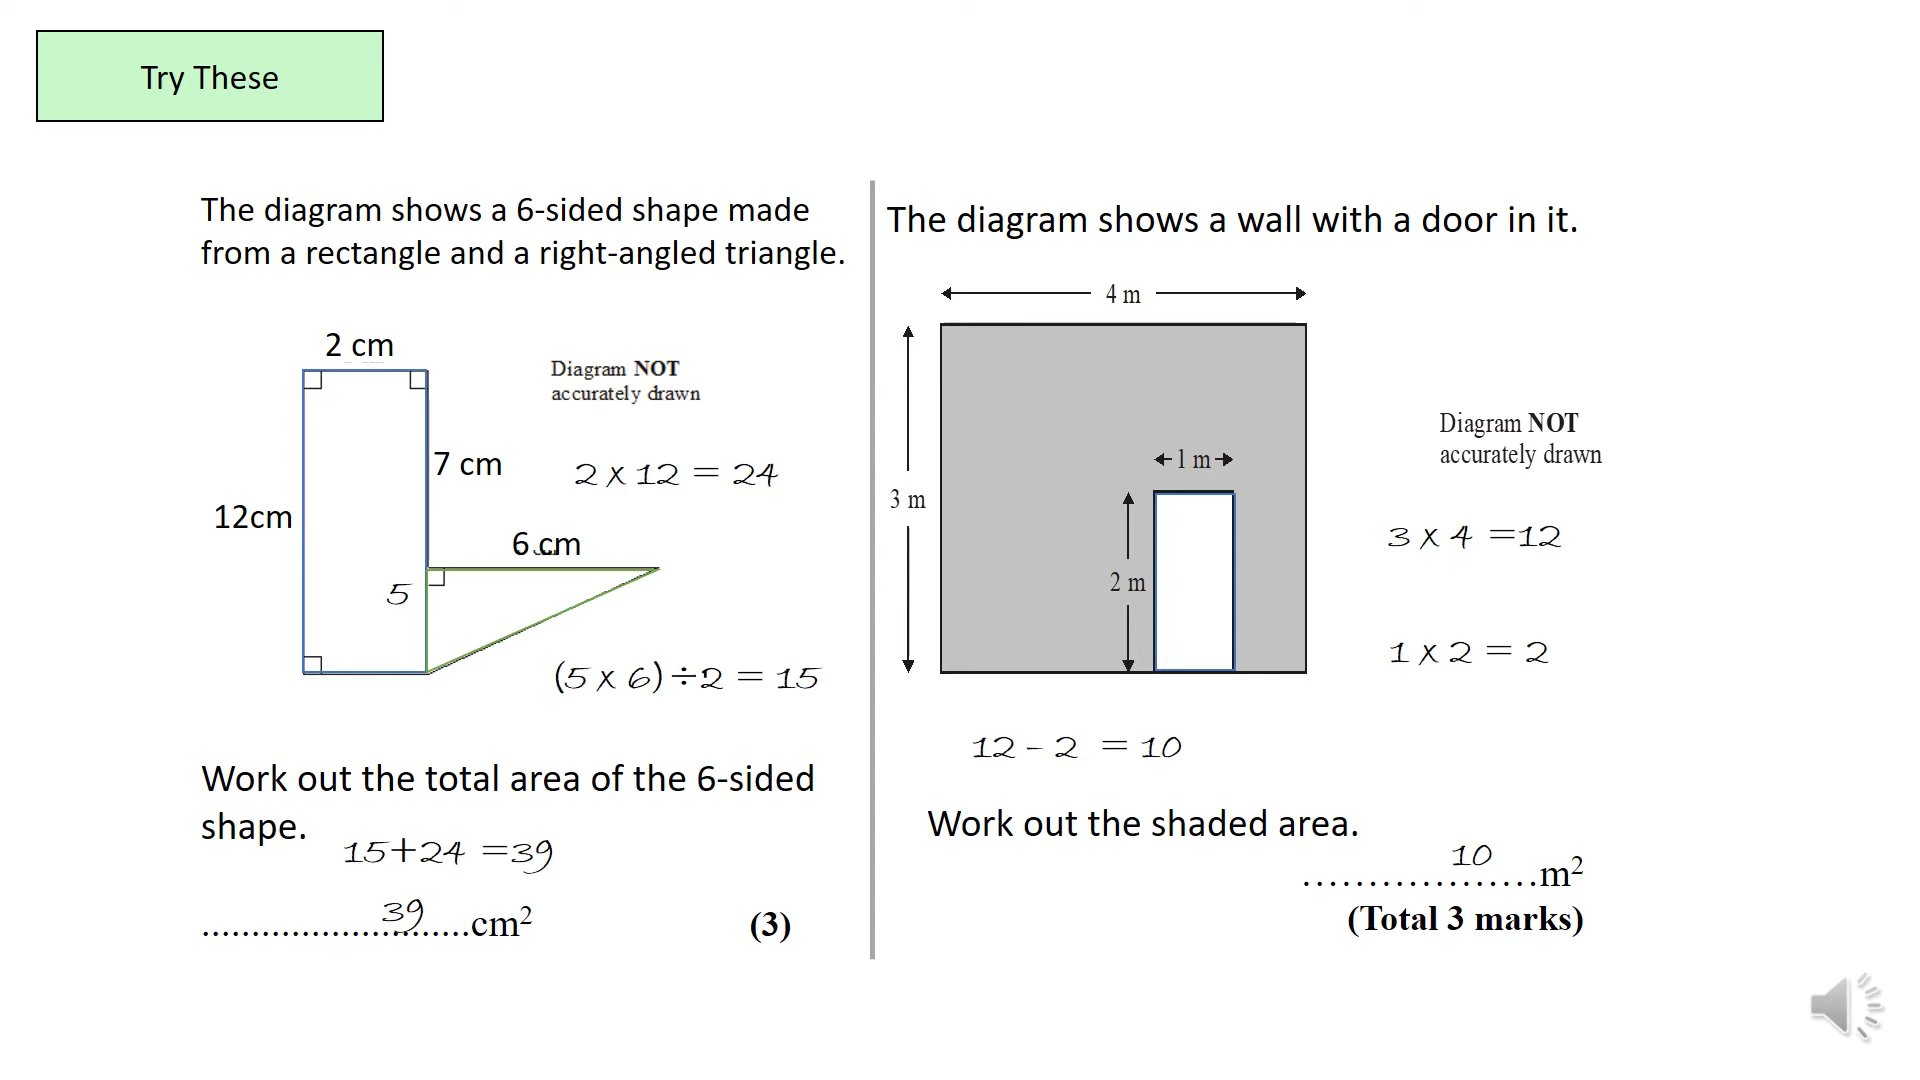 Try These
The diagram shows a 6-sided shape made
from a rectangle and a right-angled triangle.
2 cm
Diagram NOT
accurately drawn
7 cm
2 x 12 = 24
12cm
6 cm
5
(5 x 6) ÷ 2 = 15
Work out the total area of the 6-sided
shape.
15+24 =39
39
..........................cm²
(3)
The diagram shows a wall with a door in it.
4 m
Diagram NOT
accurately drawn
1 m
3 m
3 x 4 =12
2 m
1 x 2 = 2
12 - 2 = 10
Work out the shaded area.
10
..................m²
(Total 3 marks)